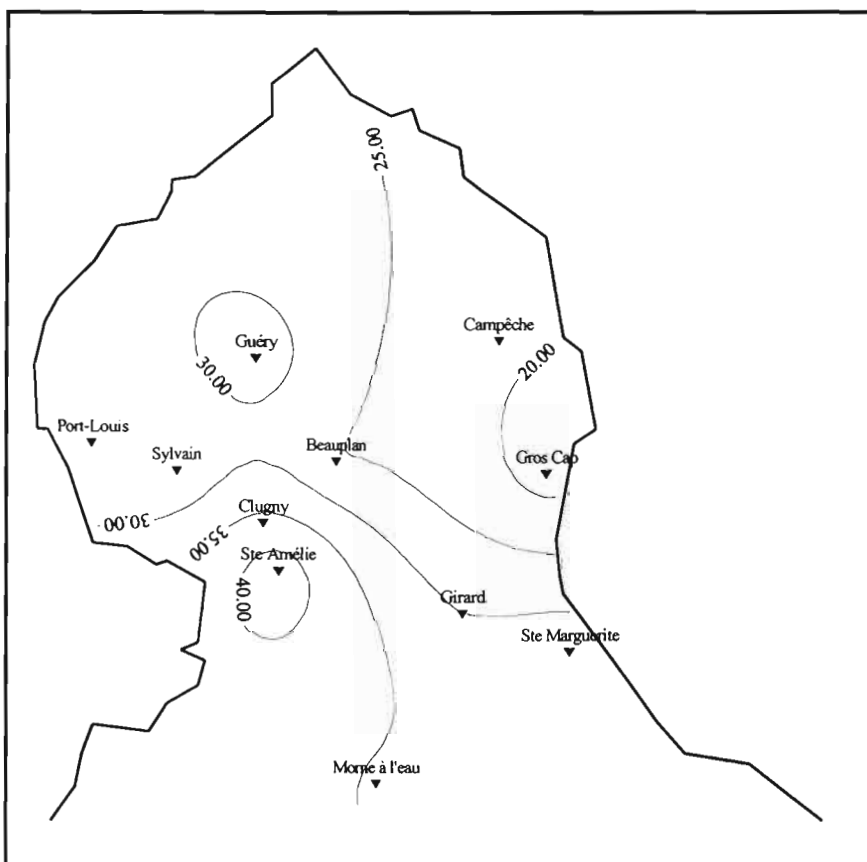 25.00
Campêche
Guéry
20.00
30.00
Port-Louis
Beauplan
Sylvain
Gros Cap
Clugny
30.00
35.00
Ste Amélie
40.00
Girard
Ste Marguerite
Morne à l'eau